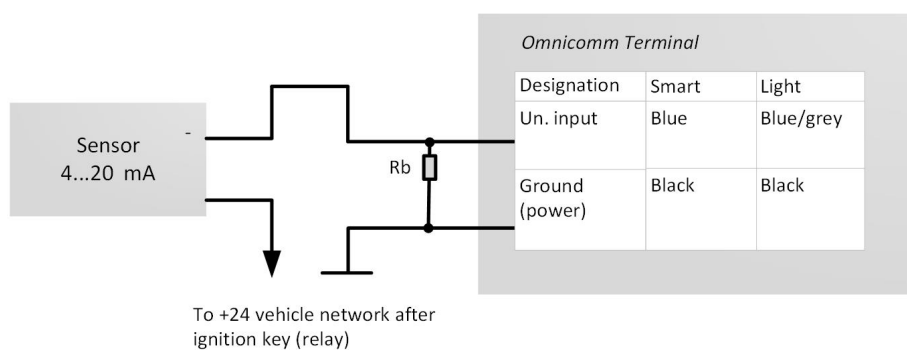 Omnicomm Terminal
Designation Smart Light
Un. input Blue Blue/grey
Ground
(power) Black Black
Sensor -
4...20 mA
Rb
To +24 vehicle network after
ignition key (relay)